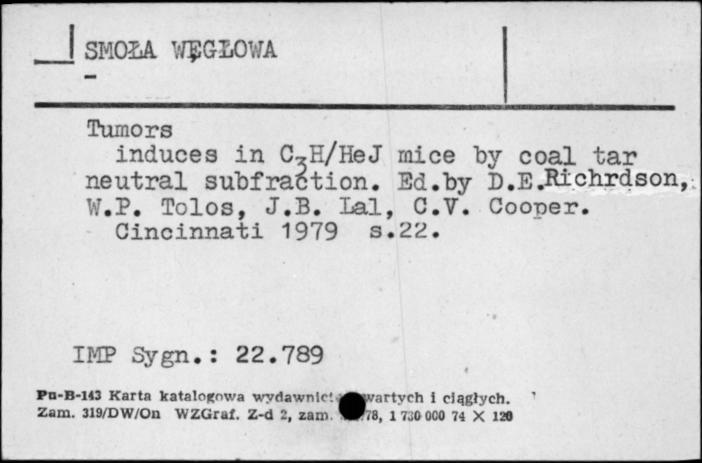 SMOŁA WĘGŁOWA
Tumors
induces in C3H/HeJ mice by coal tar
neutral subfraction. Ed.by D.E.Richrdson,
W.P. Tolos, J.B. Lal, C.V. Cooper.
Cincinnati 1979 s.22.
IMP Sygn.: 22.789
Pu-B-143 Karta katalogowa wydawnict wartych i ciągłych.
Zam. 319/DW/On WZGraf. Z-d 2, zam. 78, 1 730 000 74 X 120